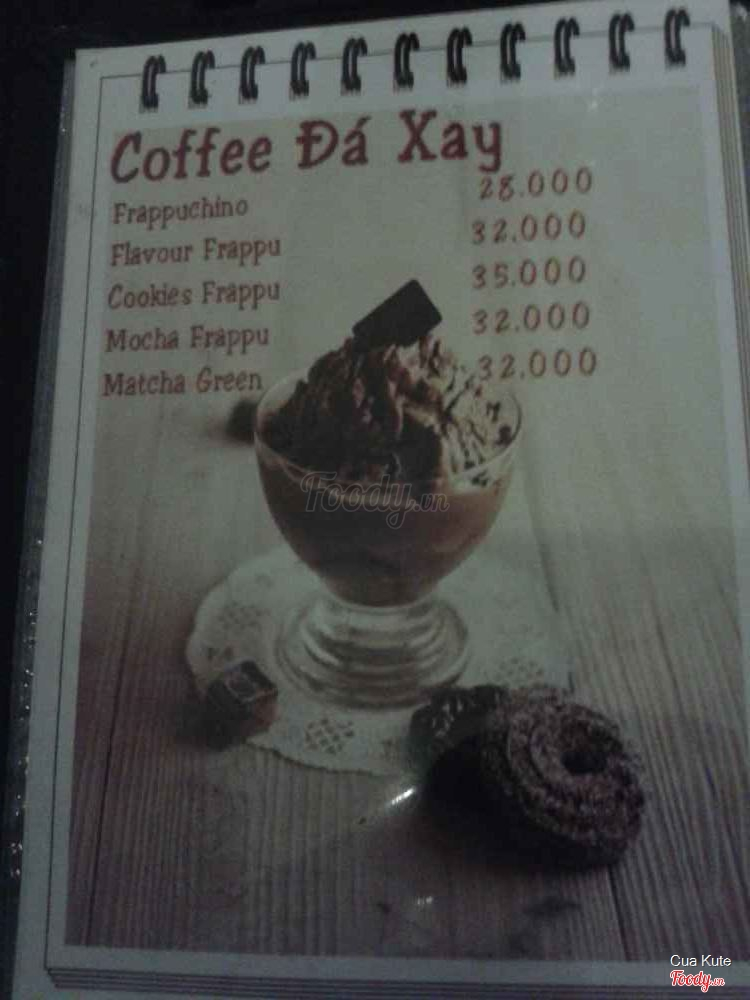 Coffee Đá Xay
Frappuchino 28.000
Flavour Frappu 32.000
Cookies Frappu 35.000
Mocha Frappu 32.000
Matcha Green 32.000
Foody.vn
Cua Kute
Foody.vn